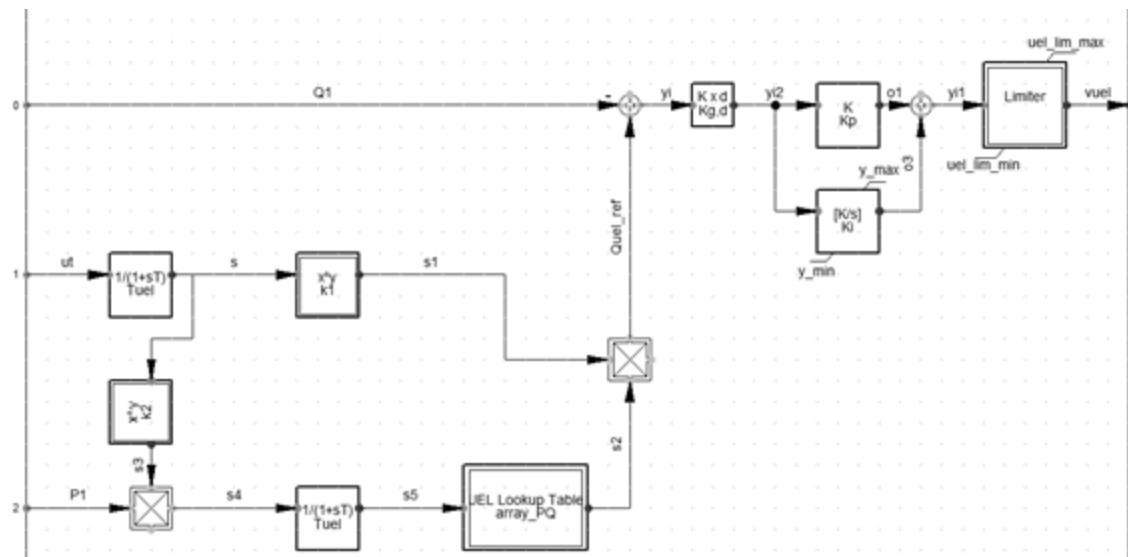 uel_lim_max
Q1
0
-
yi
K x d
Kg,d
yi2
K
Kp
o1
yi1
Limiter
vuel
uel_lim_min
y_max
o3
[K/s]
Ki
y_min
Quel_ref
1
ut
1/(1+sT)
Tuel
s
x^y
k1
s1
x^y
k2
s3
s2
2
P1
s4
1/(1+sT)
Tuel
s5
JEL Lookup Table
array_PQ